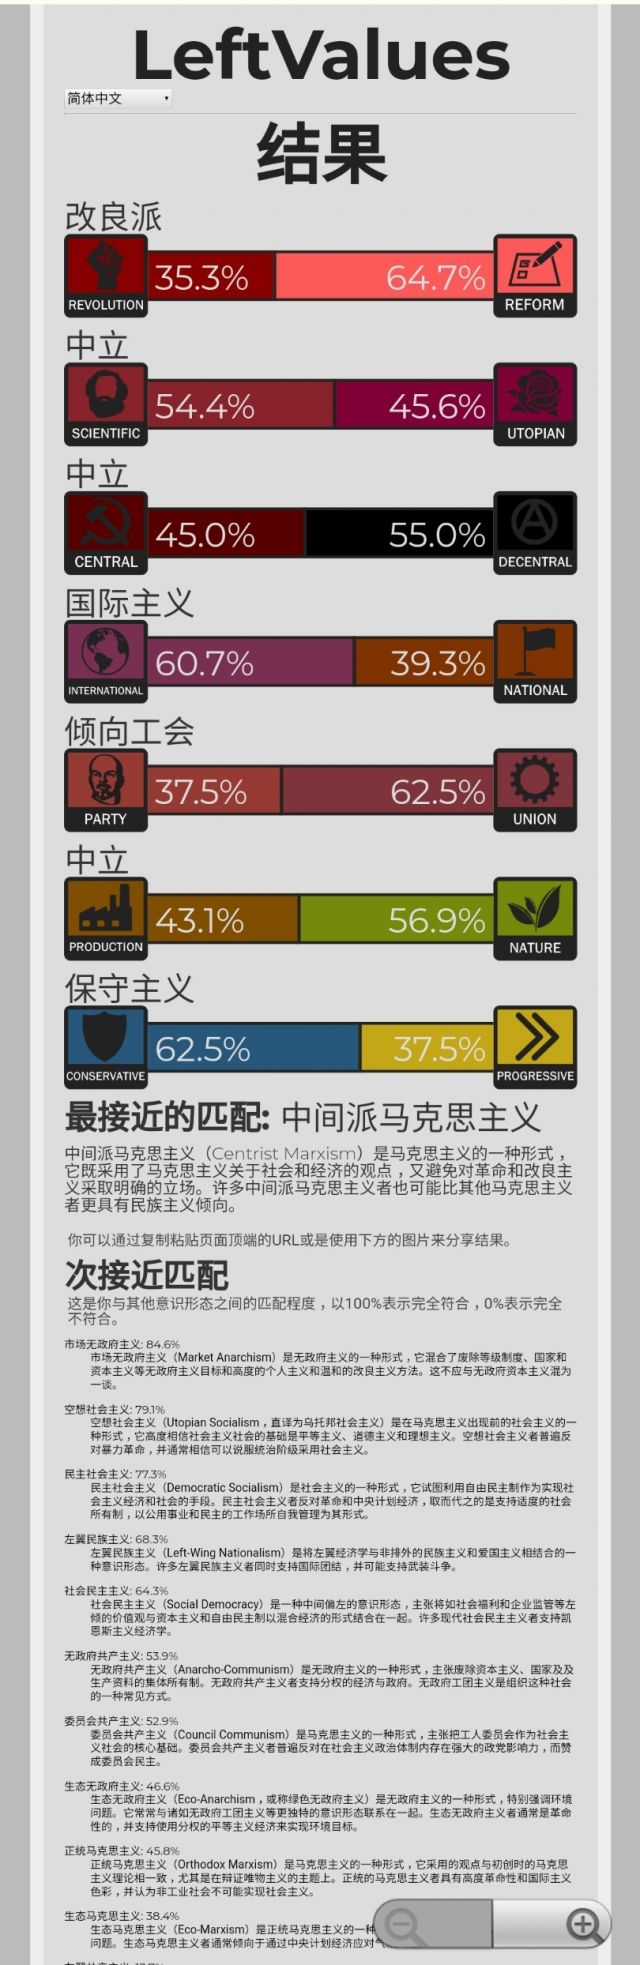 LeftValues
简体中文
结果
改良派
35.3% 64.7%
REVOLUTION REFORM
中立
54.4% 45.6%
SCIENTIFIC UTOPIAN
中立
45.0% 55.0%
CENTRAL DECENTRAL
国际主义
60.7% 39.3%
INTERNATIONAL NATIONAL
倾向工会
37.5% 62.5%
PARTY UNION
中立
43.1% 56.9%
PRODUCTION NATURE
保守主义
62.5% 37.5%
CONSERVATIVE PROGRESSIVE
最接近的匹配: 中间派马克思主义
中间派马克思主义（Centrist Marxism）是马克思主义的一种形式，
它既采用了马克思主义关于社会和经济的观点，又避免对革命和改良主
义采取明确的立场。许多中间派马克思主义者也可能比其他马克思主义
者更具有民族主义倾向。
你可以通过复制粘贴页面顶端的URL或是使用下方的图片来分享结果。
次接近匹配
这是你与其他意识形态之间的匹配程度，以100%表示完全符合，0%表示完全
不符合。
市场无政府主义: 84.6%
市场无政府主义（Market Anarchism）是无政府主义的一种形式，它混合了废除等级制度、国家和
资本主义等无政府主义目标和高度的个人主义和温和的改良主义方法。这不应与无政府资本主义混为
一谈。
空想社会主义: 79.1%
空想社会主义（Utopian Socialism，直译为乌托邦社会主义）是在马克思主义出现前的社会主义的一
种形式，它高度相信社会主义社会的基础是平等主义、道德主义和理想主义。空想社会主义者普遍反
对暴力革命，并通常相信可以说服统治阶级采用社会主义。
民主社会主义: 77.3%
民主社会主义（Democratic Socialism）是社会主义的一种形式，它试图利用自由民主制作为实现社
会主义经济和社会的手段。民主社会主义者反对革命和中央计划经济，取而代之的是支持适度的社会
所有制，以公用事业和民主的工作场所自我管理为其形式。
左翼民族主义: 68.3%
左翼民族主义（Left-Wing Nationalism）是将左翼经济学与非排外的民族主义和爱国主义相结合的一
种意识形态。许多左翼民族主义者同时支持国际团结，并可能支持武装斗争。
社会民主主义: 64.3%
社会民主主义（Social Democracy）是一种中间偏左的意识形态，主张将如社会福利和企业监管等左
倾的价值观与资本主义和自由民主制以混合经济的形式结合在一起。许多现代社会民主主义者支持凯
恩斯主义经济学。
无政府共产主义: 53.9%
无政府共产主义（Anarcho-Communism）是无政府主义的一种形式，主张废除资本主义、国家及及
生产资料的集体所有制。无政府共产主义者支持分权的经济与政府。无政府工团主义是组织这种社会
的一种常见方式。
委员会共产主义: 52.9%
委员会共产主义（Council Communism）是马克思主义的一种形式，主张把工人委员会作为社会主
义社会的核心基础。委员会共产主义者普遍反对在社会主义政治体制内存在强大的政党影响力，而赞
成委员会民主。
生态无政府主义: 46.6%
生态无政府主义（Eco-Anarchism，或称绿色无政府主义）是无政府主义的一种形式，特别强调环境
问题。它常常与诸如无政府工团主义等更独特的意识形态联系在一起。生态无政府主义者通常是革命
性的，并支持使用分权的平等主义经济来实现环境目标。
正统马克思主义: 45.8%
正统马克思主义（Orthodox Marxism）是马克思主义的一种形式，它采用的观点与初创时的马克思
主义理论相一致，尤其是在辩证唯物主义的主题上。正统的马克思主义者具有高度革命性和国际主义
色彩，并认为非工业社会不可能实现社会主义。
生态马克思主义: 38.4%
生态马克思主义（Eco-Marxism）是正统马克思主义的一种
问题。生态马克思主义者通常倾向于通过中央计划经济应对气